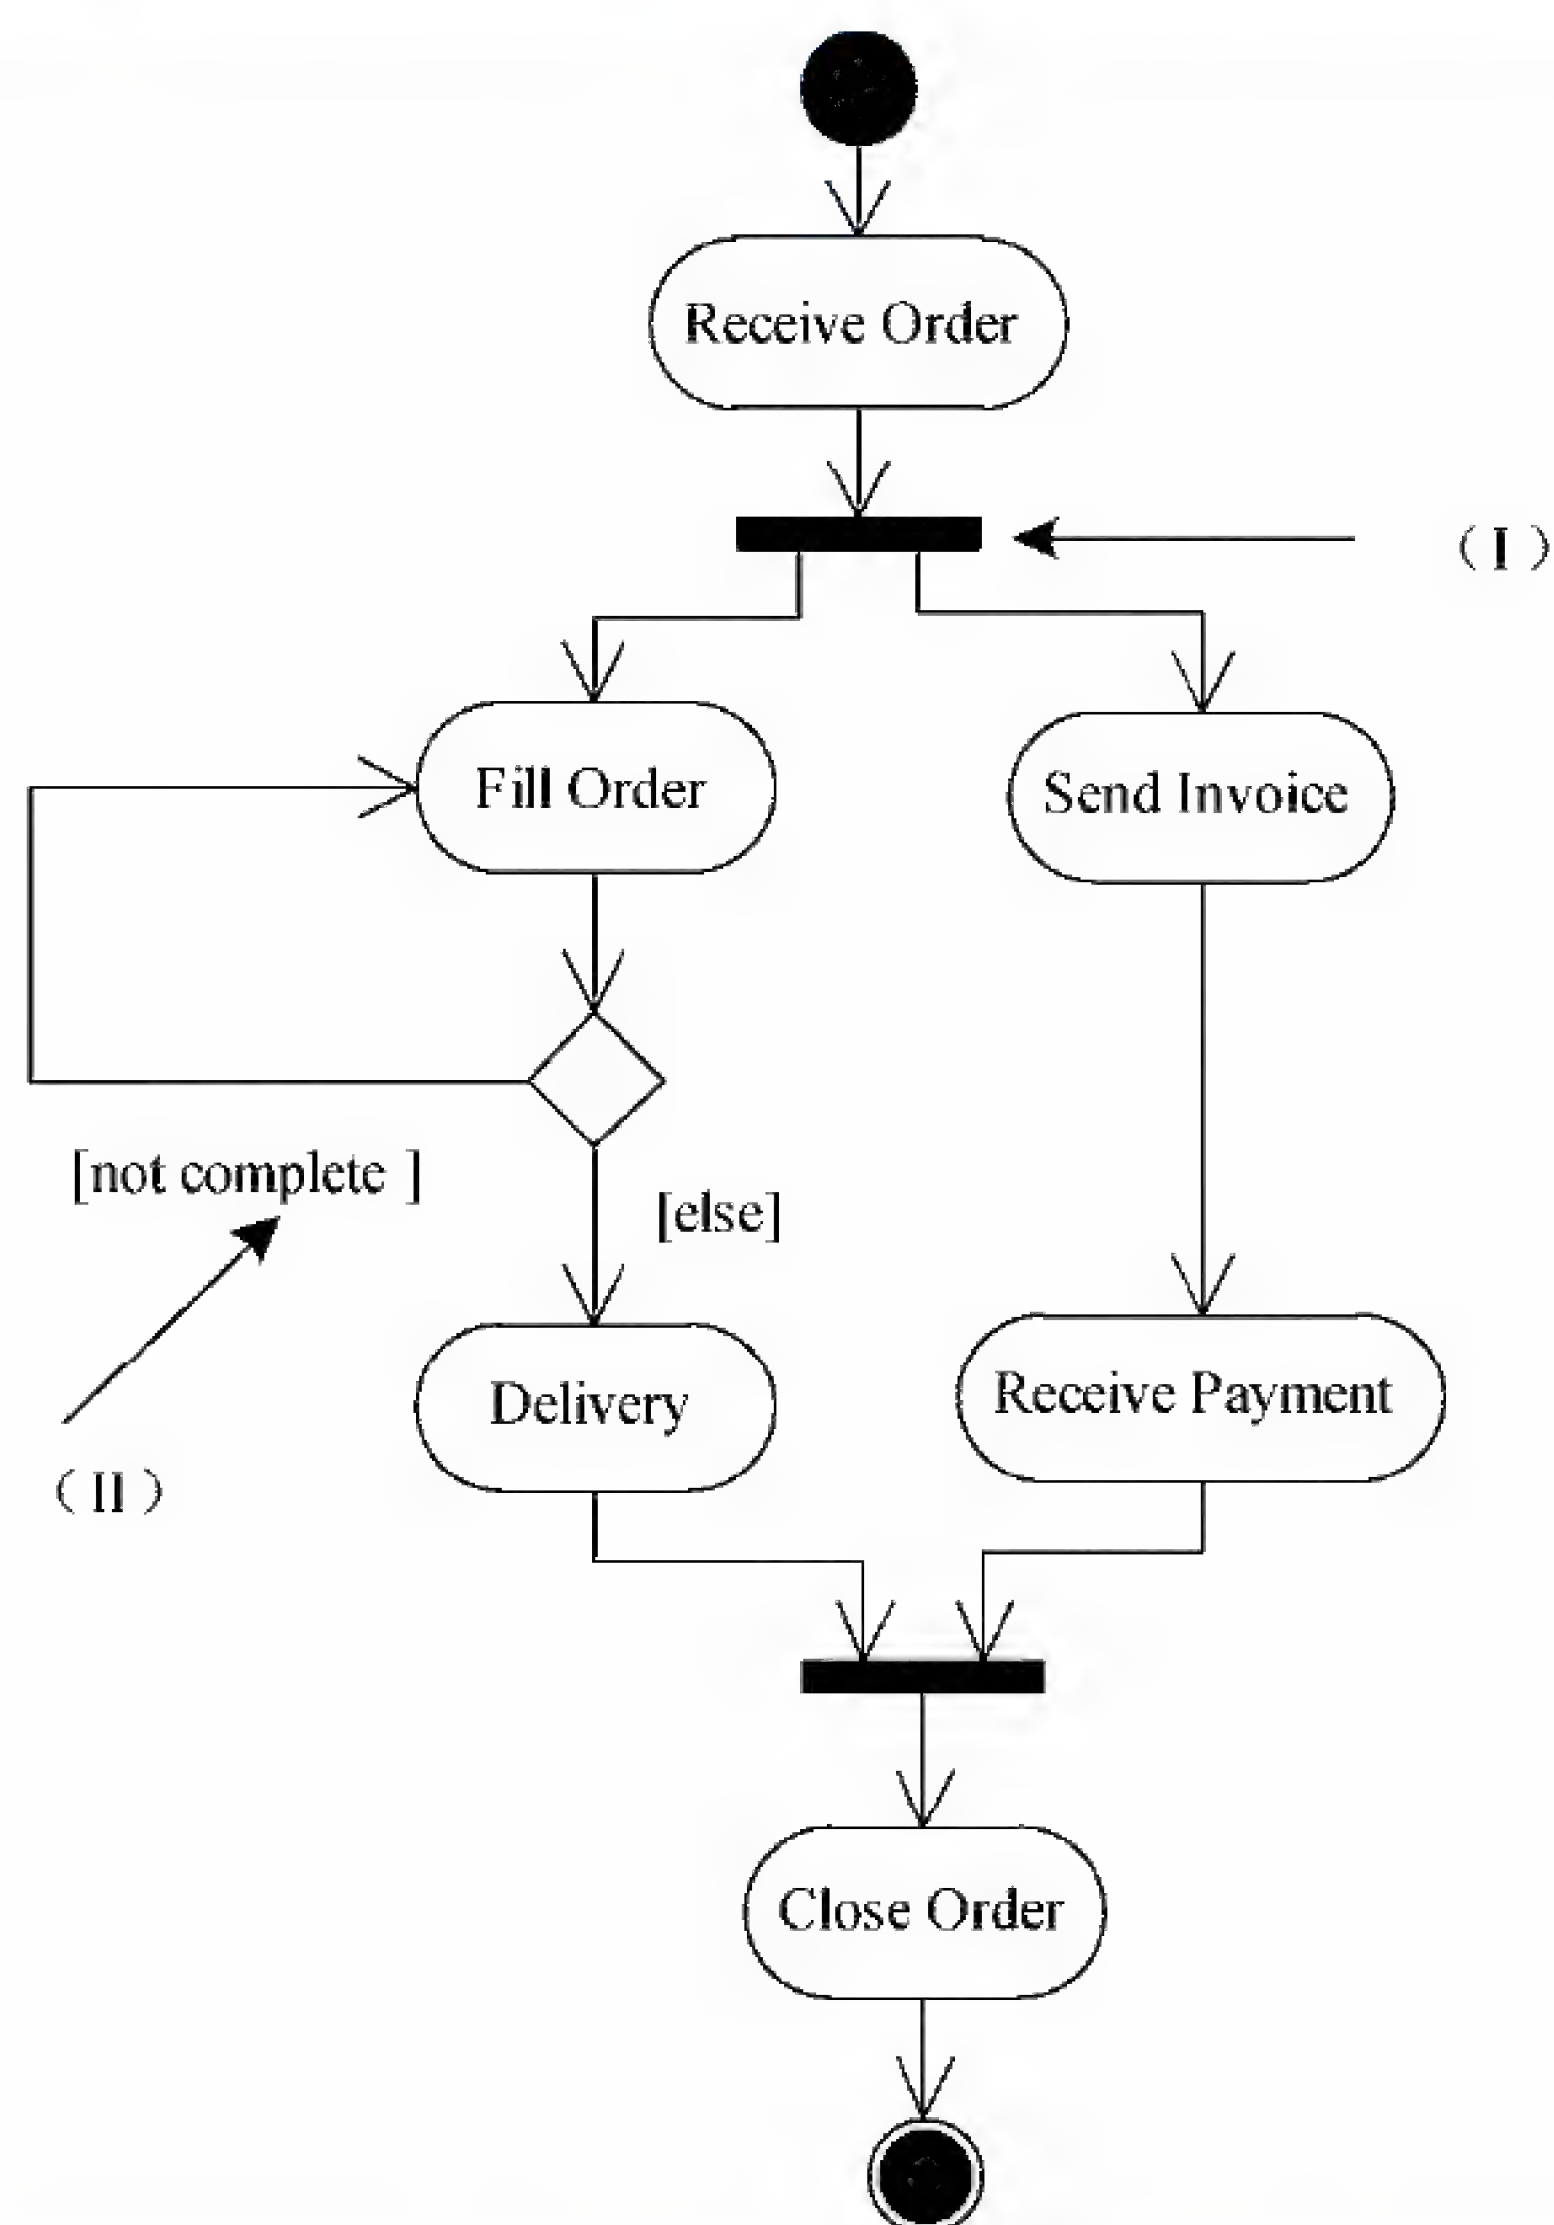 Receive Order
（I）
Fill Order
Send Invoice
[not complete ]
[else]
Delivery
Receive Payment
（II）
Close Order